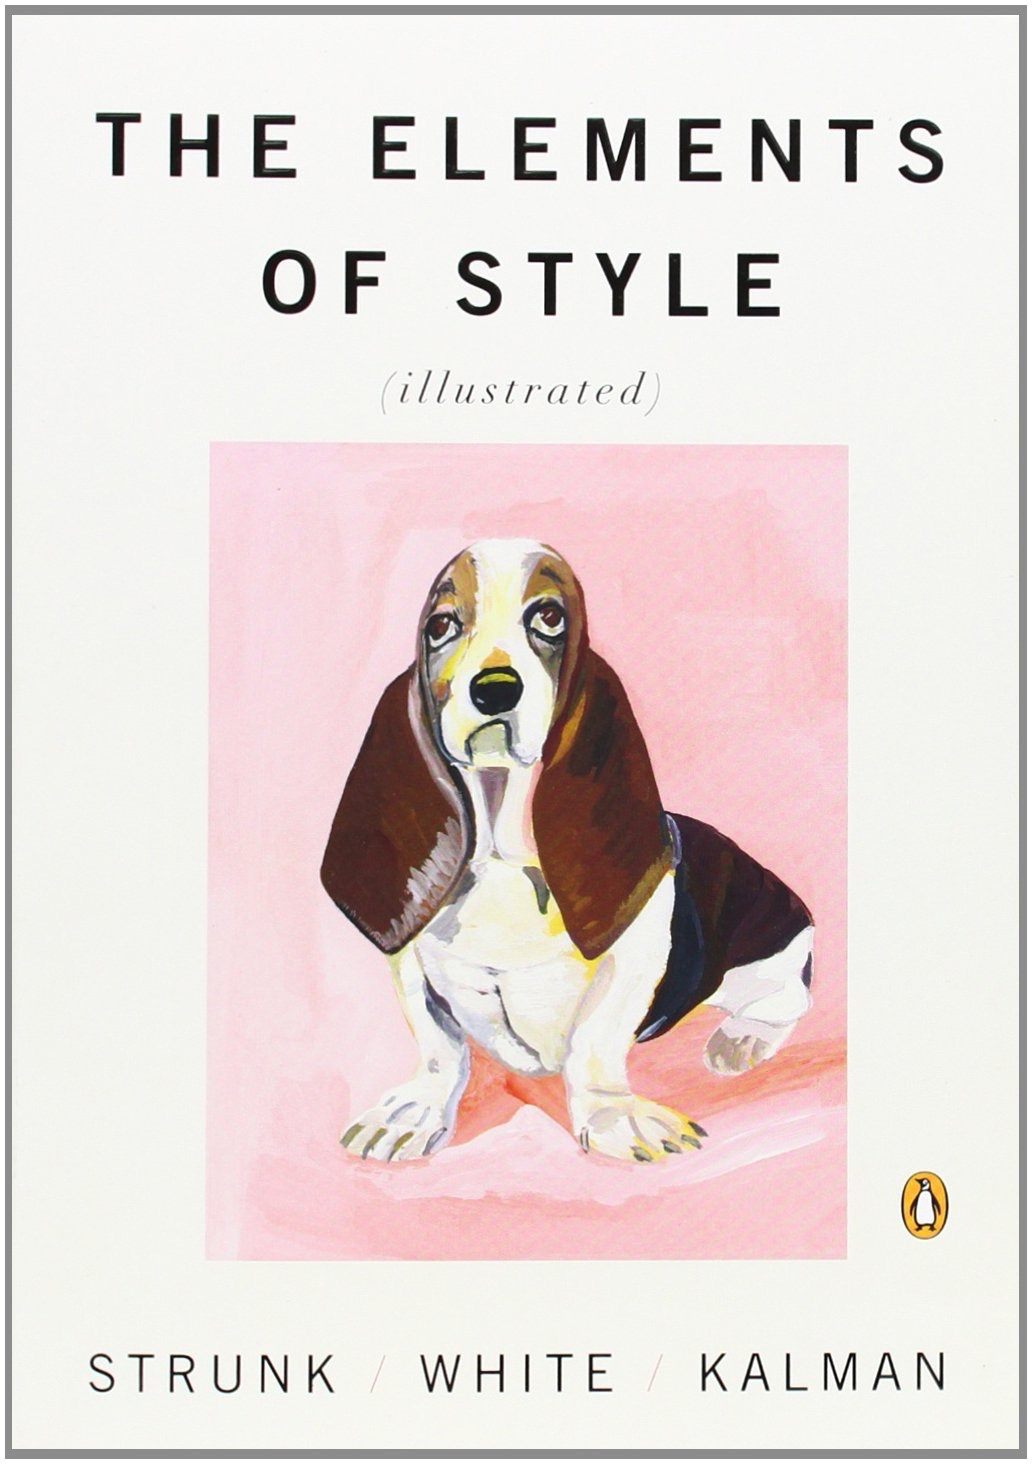 THE ELEMENTS
OF STYLE
(illustrated)
STRUNK / WHITE / KALMAN